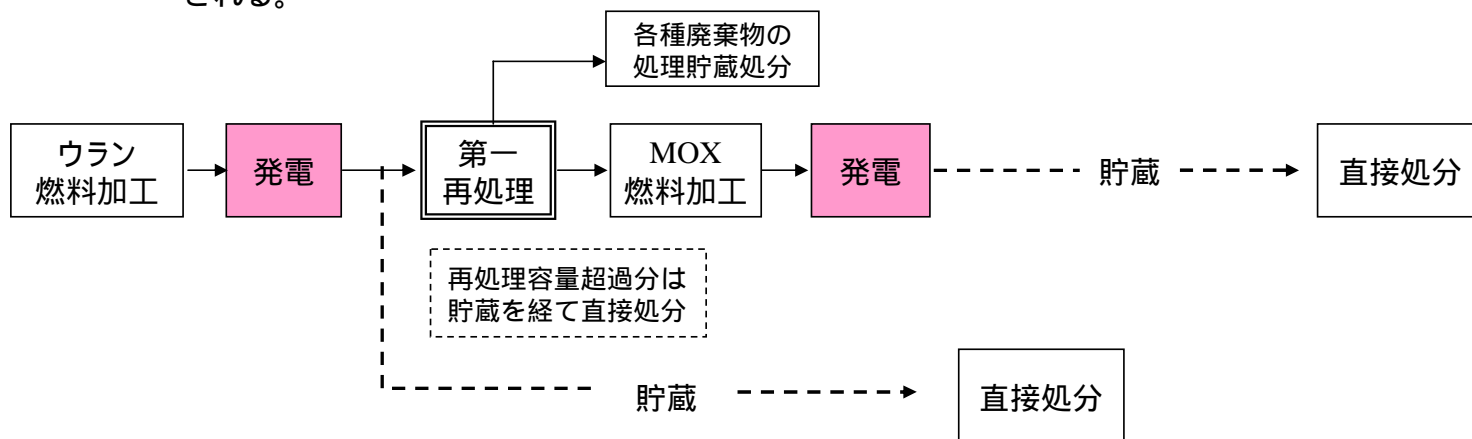 される。
各種廃棄物の
処理貯蔵処分
ウラン
燃料加工
発電
第一
再処理
MOX
燃料加工
発電
貯蔵
直接処分
再処理容量超過分は
貯蔵を経て直接処分
貯蔵
直接処分